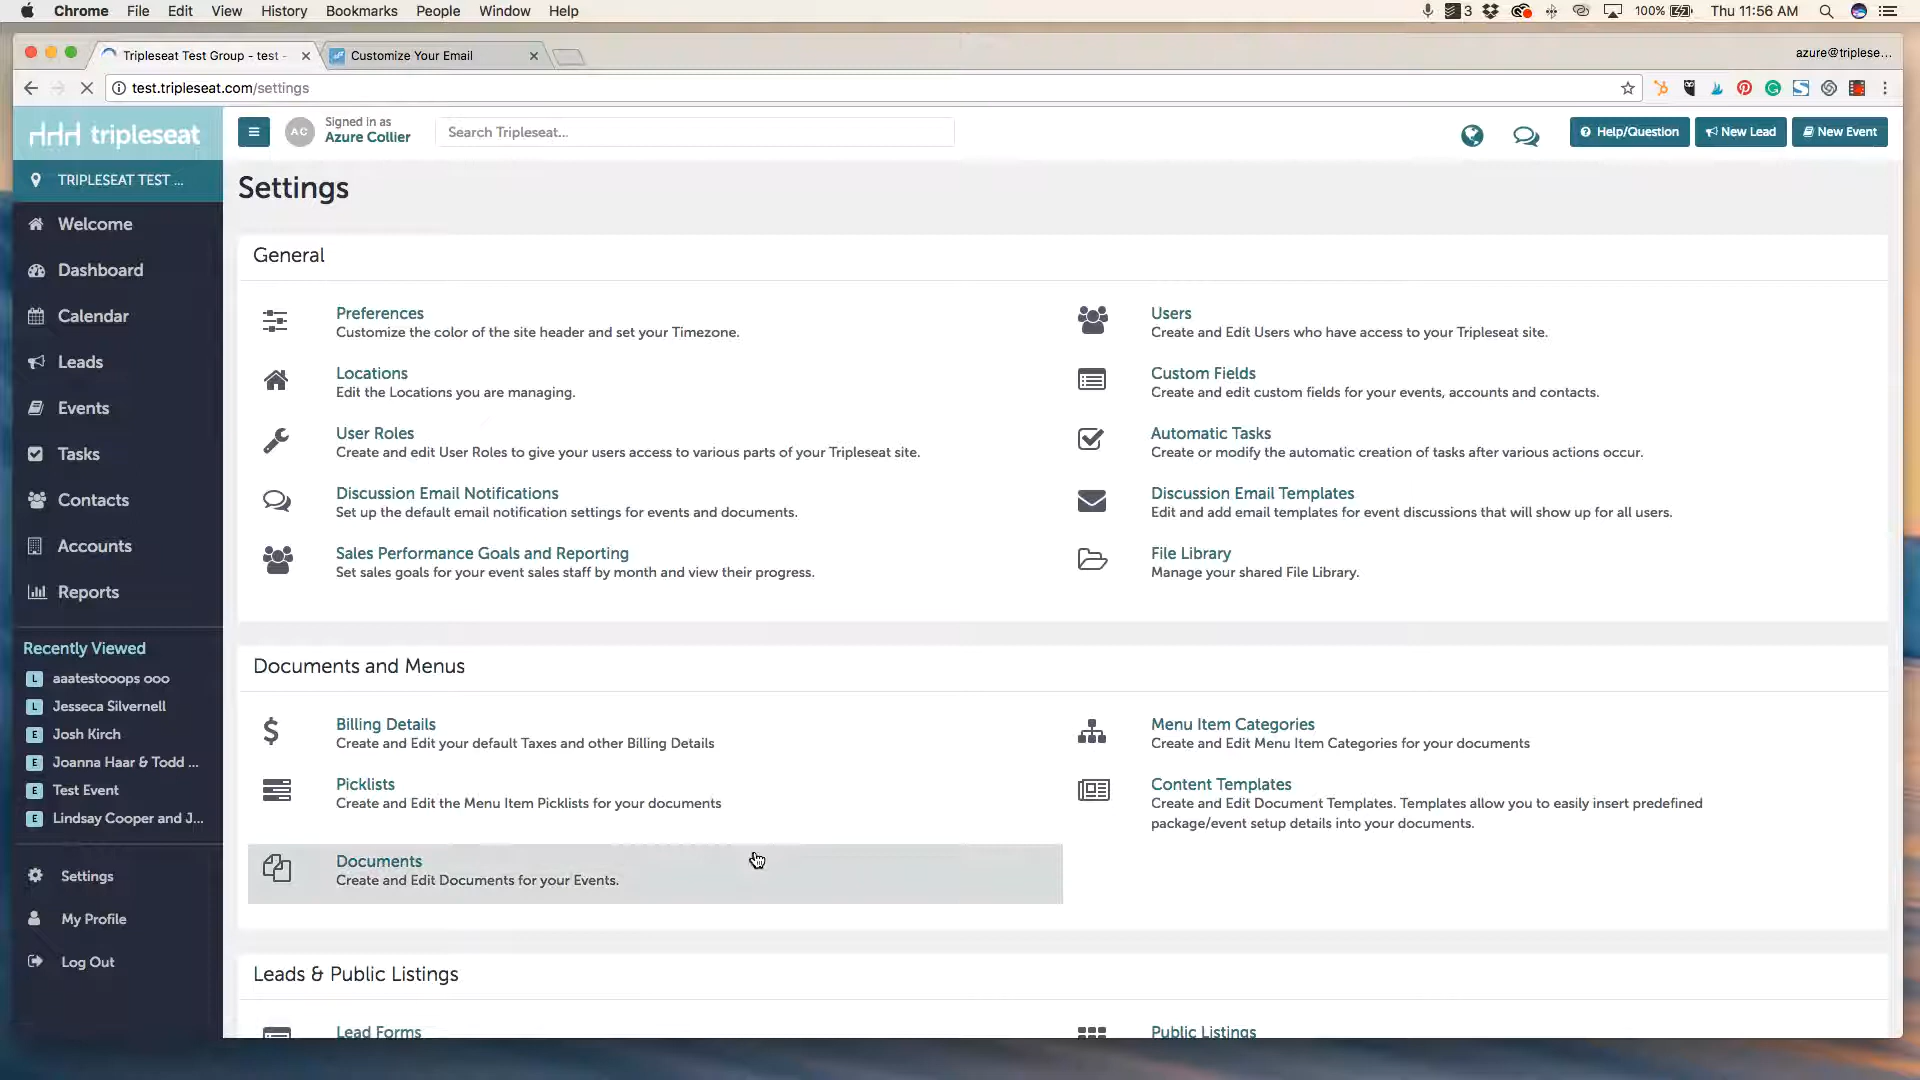 Chrome File Edit View History Bookmarks People Window Help
3 100% Thu 11:56 AM
Tripleseat Test Group - test -
Customize Your Email
azure@triplese...
test.tripleseat.com/settings
tripleseat
AC
Signed in as
Azure Collier
Search Tripleseat...
Help/Question
New Lead
New Event
TRIPLESEAT TEST ...
Welcome
Dashboard
Calendar
Leads
Events
Tasks
Contacts
Accounts
Reports
Recently Viewed
L aaatestooops ooo
L Jesseca Silvernell
E Josh Kirch
E Joanna Haar & Todd ...
E Test Event
E Lindsay Cooper and J...
Settings
My Profile
Log Out
Settings
General
Preferences
Customize the color of the site header and set your Timezone.
Users
Create and Edit Users who have access to your Tripleseat site.
Locations
Edit the Locations you are managing.
Custom Fields
Create and edit custom fields for your events, accounts and contacts.
User Roles
Create and edit User Roles to give your users access to various parts of your Tripleseat site.
Automatic Tasks
Create or modify the automatic creation of tasks after various actions occur.
Discussion Email Notifications
Set up the default email notification settings for events and documents.
Discussion Email Templates
Edit and add email templates for event discussions that will show up for all users.
Sales Performance Goals and Reporting
Set sales goals for your event sales staff by month and view their progress.
File Library
Manage your shared File Library.
Documents and Menus
Billing Details
Create and Edit your default Taxes and other Billing Details
Menu Item Categories
Create and Edit Menu Item Categories for your documents
Picklists
Create and Edit the Menu Item Picklists for your documents
Content Templates
Create and Edit Document Templates. Templates allow you to easily insert predefined
package/event setup details into your documents.
Documents
Create and Edit Documents for your Events.
Leads & Public Listings
Lead Forms
Public Listings